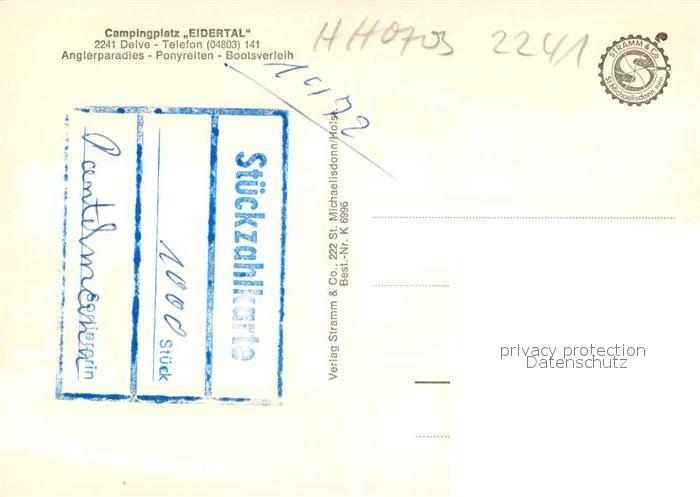 Campingplatz „EIDERTAL“
2241 Delve - Telefon (04803) 141
Anglerparadies - Ponyreiten - Bootsverleih
HH0703 2241
STRAMM & Co.
St. Michaelisdonn
Stückzahlkarte
1000 Stück
Verlag Stramm & Co., 222 St. Michaelisdonn/Holst.
Best.-Nr. K 6996
privacy protection
Datenschutz